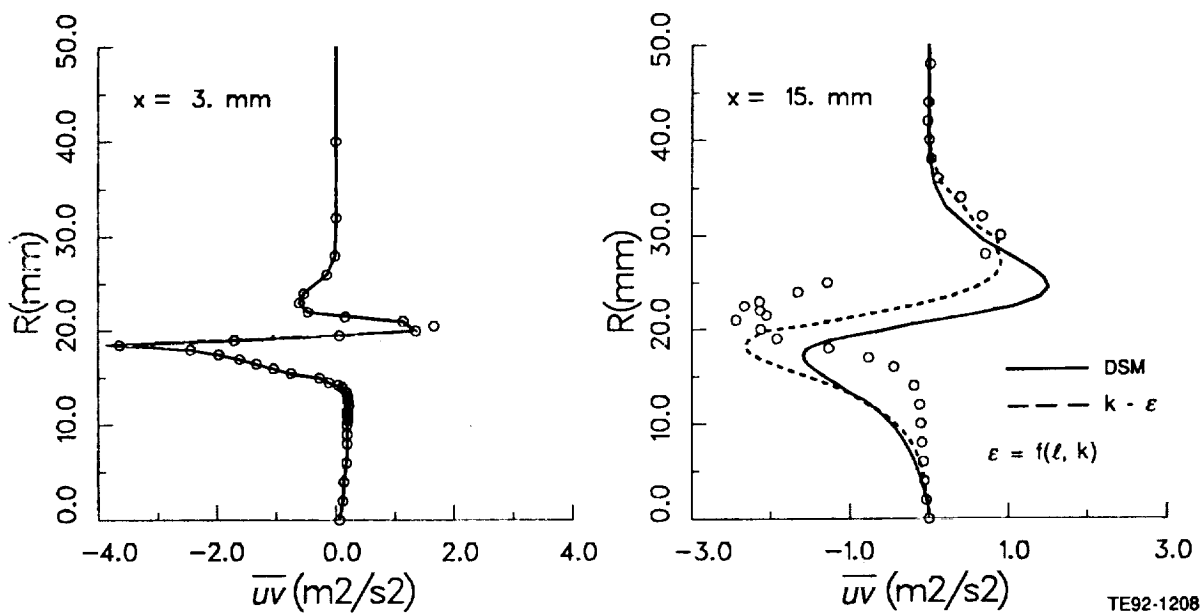 50.0
40.0
30.0
20.0
10.0
0.0
R(mm)
x = 3. mm
-4.0
-2.0
0.0
2.0
4.0
uv (m2/s2)
50.0
40.0
30.0
20.0
10.0
0.0
R(mm)
x = 15. mm
DSM
k - ε
ε = f(ℓ, k)
-3.0
-1.0
1.0
3.0
uv (m2/s2)
TE92-1208